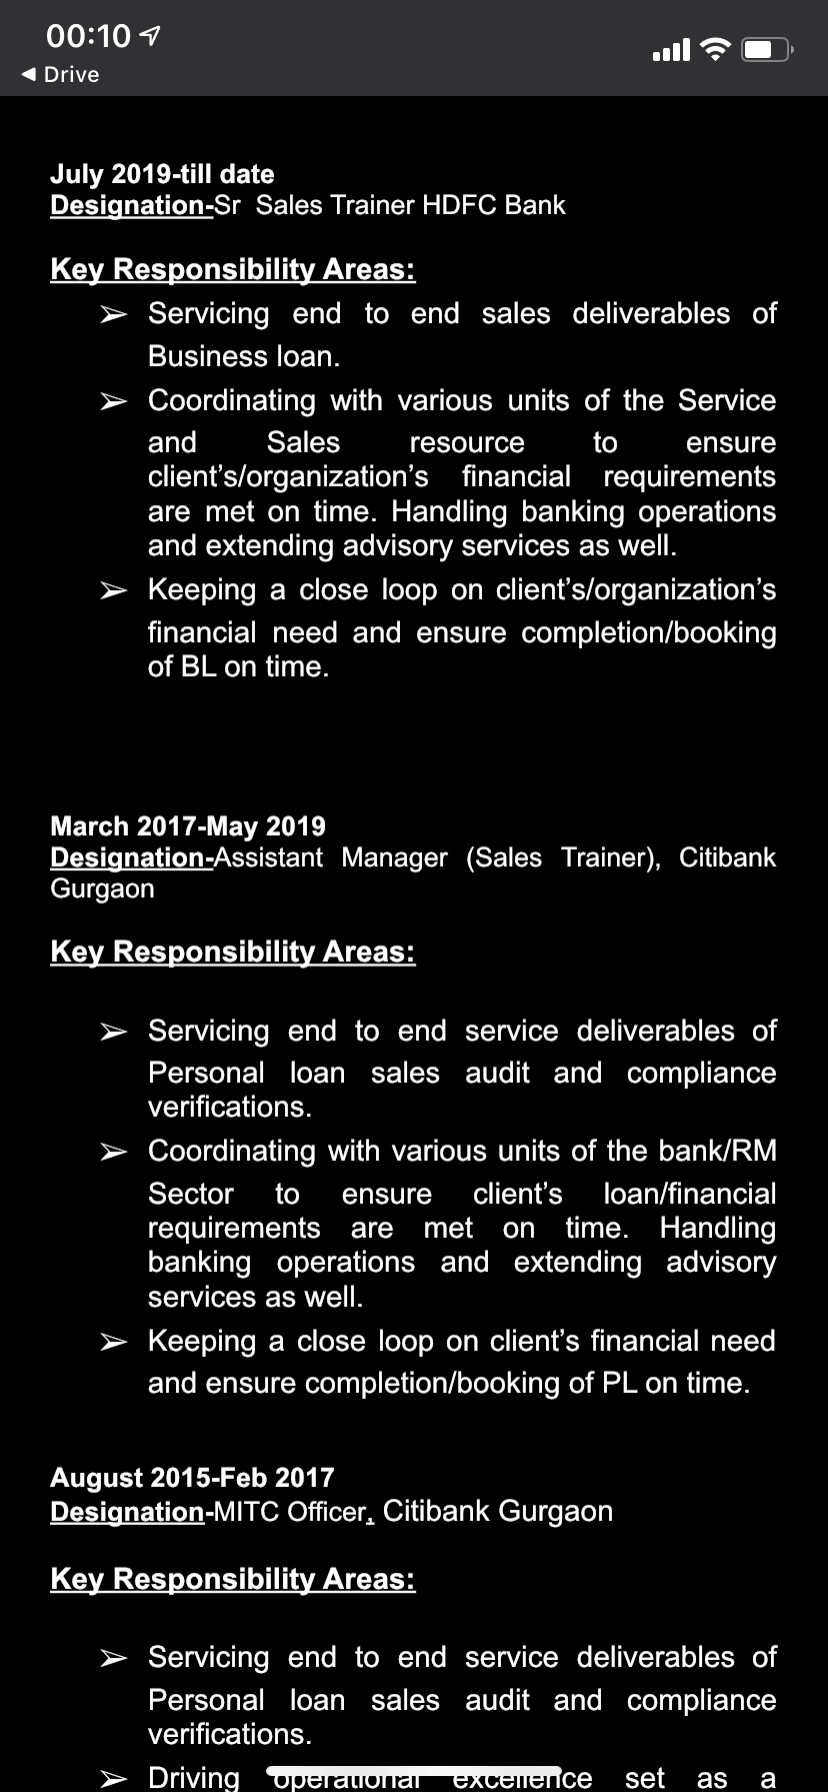 00:10
◀ Drive
July 2019-till date
Designation-Sr Sales Trainer HDFC Bank
Key Responsibility Areas:
➢ Servicing end to end sales deliverables of
Business loan.
➢ Coordinating with various units of the Service
and Sales resource to ensure
client’s/organization’s financial requirements
are met on time. Handling banking operations
and extending advisory services as well.
➢ Keeping a close loop on client’s/organization’s
financial need and ensure completion/booking
of BL on time.
March 2017-May 2019
Designation-Assistant Manager (Sales Trainer), Citibank
Gurgaon
Key Responsibility Areas:
➢ Servicing end to end service deliverables of
Personal loan sales audit and compliance
verifications.
➢ Coordinating with various units of the bank/RM
Sector to ensure client’s loan/financial
requirements are met on time. Handling
banking operations and extending advisory
services as well.
➢ Keeping a close loop on client’s financial need
and ensure completion/booking of PL on time.
August 2015-Feb 2017
Designation-MITC Officer, Citibank Gurgaon
Key Responsibility Areas:
➢ Servicing end to end service deliverables of
Personal loan sales audit and compliance
verifications.
➢ Driving operational excellence set as a